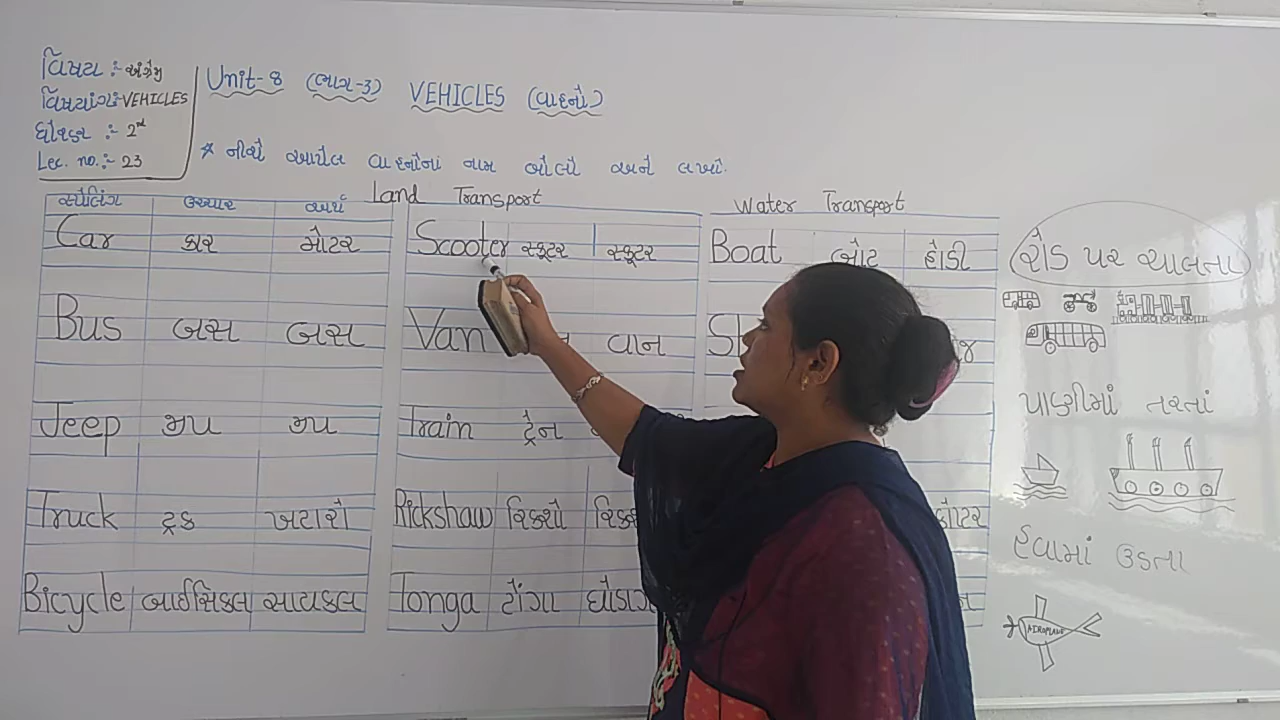 વિષય :- અંગ્રેજી
વિષયાંગ:- VEHICLES
ધોરણ :- 2nd
Lec. no.:- 23
Unit-8 (ભાગ-૩) VEHICLES (વાહનો)
* નીચે આપેલ વાહનોનાં નામ બોલો અને લખો.
Land Transport
સ્પેલિંગ ઉચ્ચાર અર્થ
Car કાર મોટર
Bus બસ બસ
Jeep જીપ જીપ
Truck ટ્રક ખટારો
Bicycle બાઈસિકલ સાયકલ
Scooter સ્કૂટર સ્કૂટર
Van વાન
Train ટ્રેન
Rickshaw રિક્શો
Tonga ટૉંગા
Water Transport
Boat બોટ હોડી
રોડ પર ચાલતા
પાણીમાં તરતાં
હવામાં ઉડતા
AIROPLANE